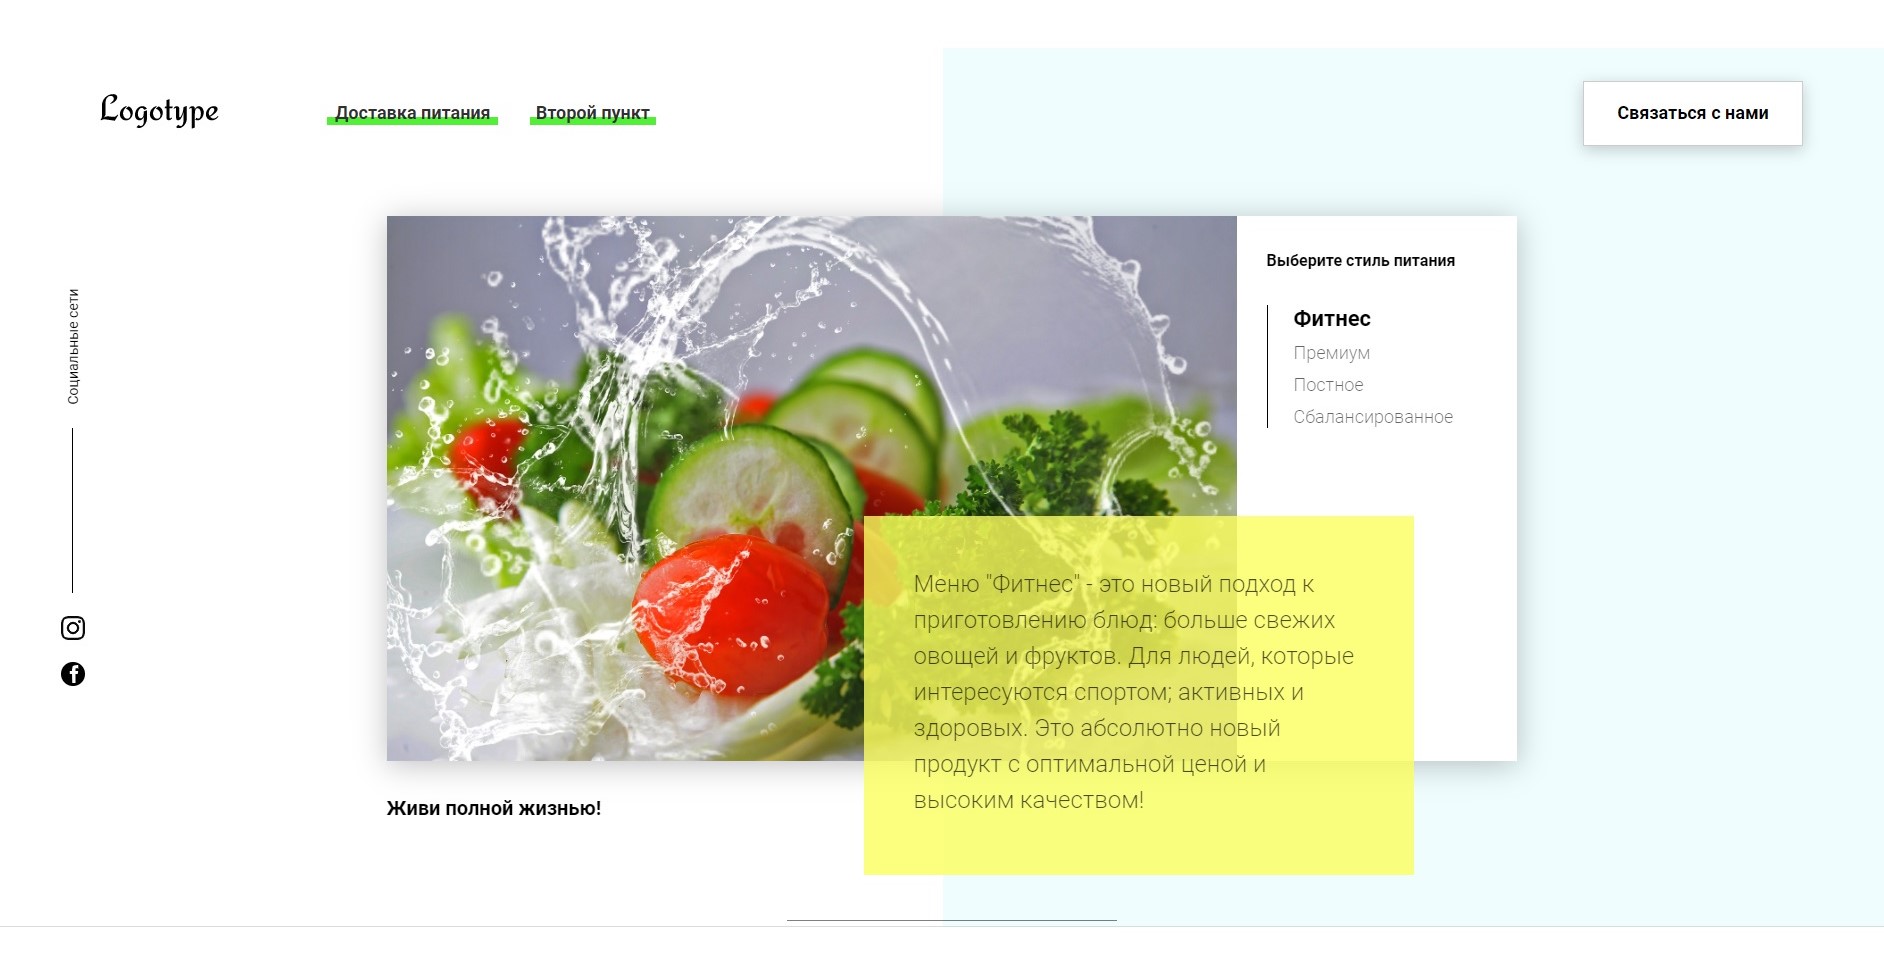 Logotype
Доставка питания
Второй пункт
Связаться с нами
Социальные сети
Выберите стиль питания
Фитнес
Премиум
Постное
Сбалансированное
Меню "Фитнес" - это новый подход к
приготовлению блюд: больше свежих
овощей и фруктов. Для людей, которые
интересуются спортом; активных и
здоровых. Это абсолютно новый
продукт с оптимальной ценой и
высоким качеством!
Живи полной жизнью!